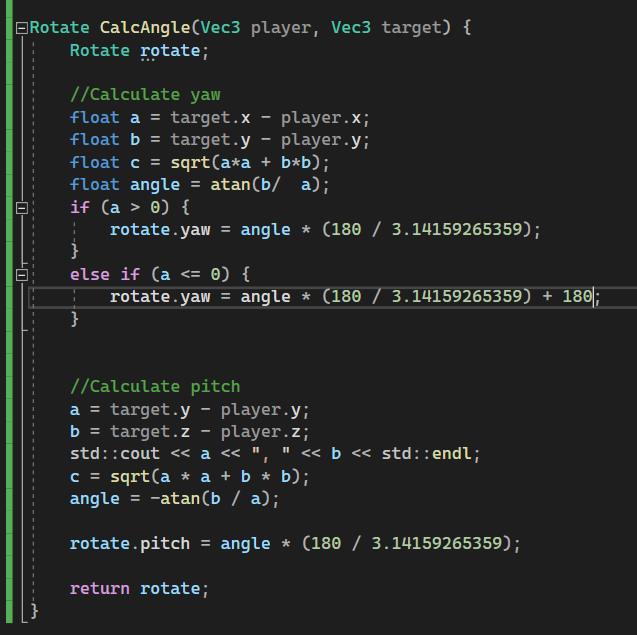 Rotate CalcAngle(Vec3 player, Vec3 target) {
Rotate rotate;
//Calculate yaw
float a = target.x - player.x;
float b = target.y - player.y;
float c = sqrt(a*a + b*b);
float angle = atan(b/  a);
if (a > 0) {
rotate.yaw = angle * (180 / 3.14159265359);
}
else if (a <= 0) {
rotate.yaw = angle * (180 / 3.14159265359) + 180;
}
//Calculate pitch
a = target.y - player.y;
b = target.z - player.z;
std::cout << a << ", " << b << std::endl;
c = sqrt(a * a + b * b);
angle = -atan(b / a);
rotate.pitch = angle * (180 / 3.14159265359);
return rotate;
}